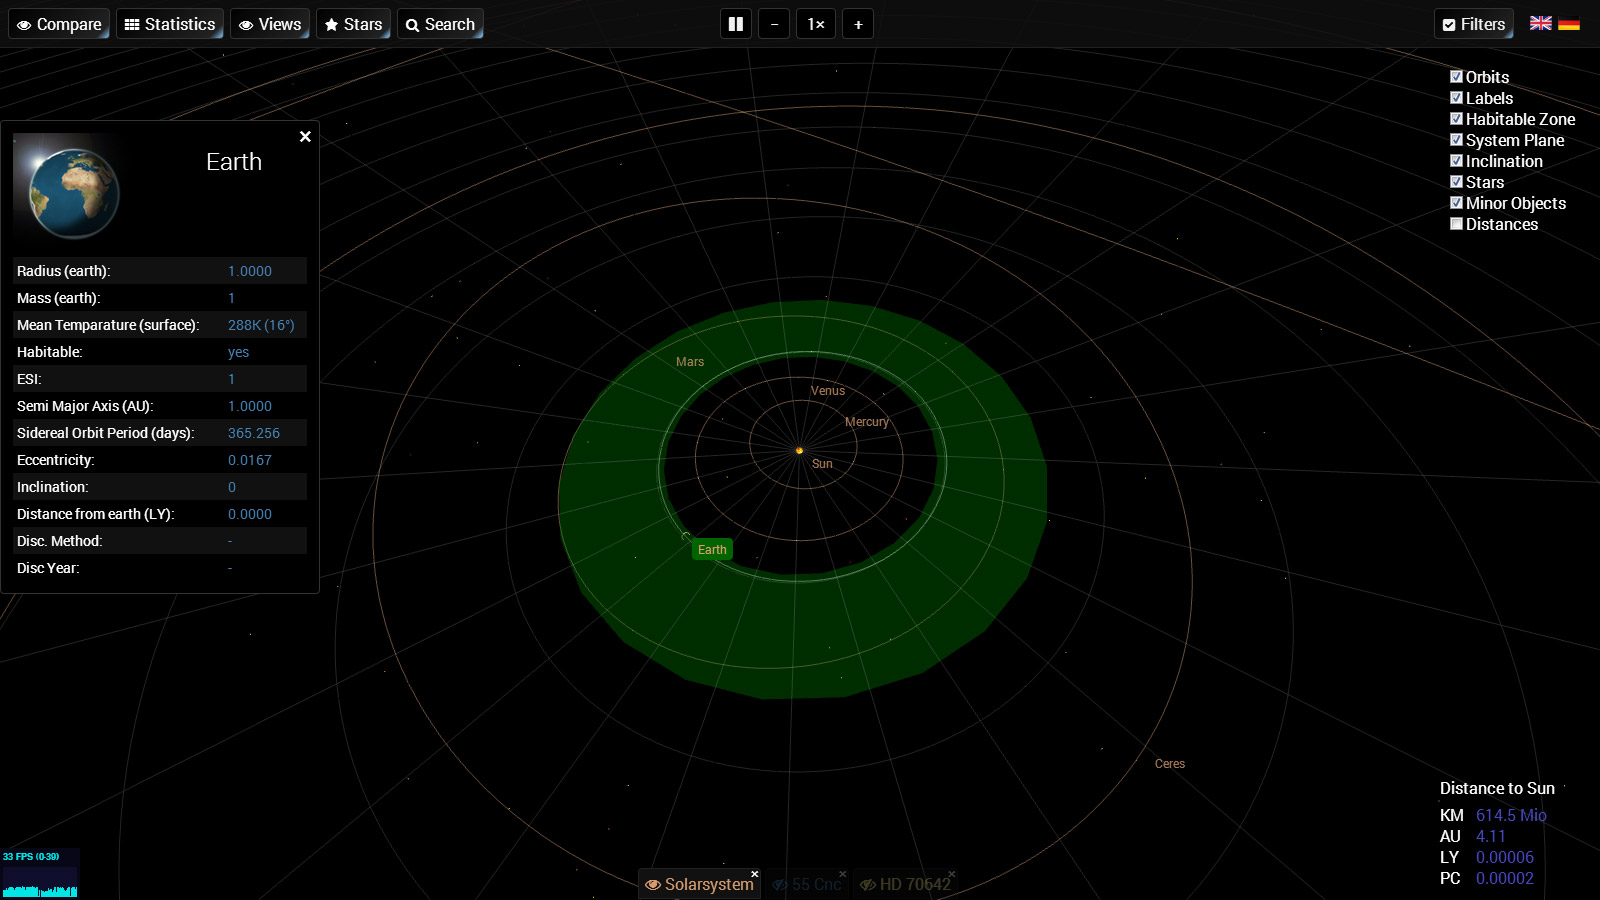 Compare Statistics Views Stars Search 1× Filters
Orbits
Labels
Habitable Zone
System Plane
Inclination
Stars
Minor Objects
Distances
Earth
Radius (earth): 1.0000
Mass (earth): 1
Mean Temparature (surface): 288K (16°)
Habitable: yes
ESI: 1
Semi Major Axis (AU): 1.0000
Sidereal Orbit Period (days): 365.256
Eccentricity: 0.0167
Inclination: 0
Distance from earth (LY): 0.0000
Disc. Method: -
Disc Year: -
Mars
Venus
Mercury
Sun
Earth
Ceres
Distance to Sun
KM 614.5 Mio
AU 4.11
LY 0.00006
PC 0.00002
33 FPS (0-39)
Solarsystem 55 Cnc HD 70642